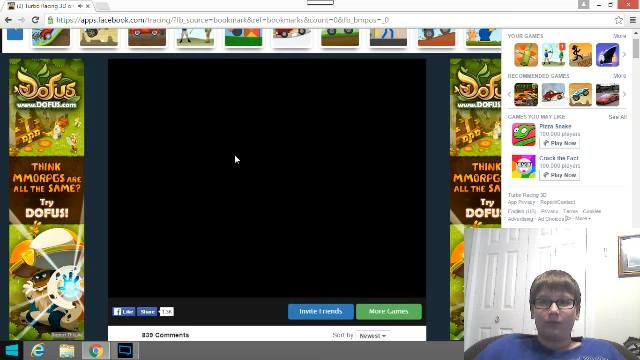 Turbo Racing 3D on
https://apps.facebook.com/tracing/?fb_source=bookmark&ref=bookmarks&count=0&fb_bmpos=_0
YOUR GAMES
More
RECOMMENDED GAMES
More
GAMES YOU MAY LIKE
See All
Pizza Snake
100,000 players
Play Now
Crack the Fact
100,000 players
Play Now
Turbo Racing 3D
App Privacy · Report/Contact
English (US) · Privacy · Terms · Cookies
Advertising · Ad Choices · More
DOFUS
WWW.DOFUS.com
THINK
MMORPGS
ARE ALL
THE SAME?
Try
DOFUS!
DOFUS
WWW.DOFUS.com
THINK
MMORPG
ALL THE
Try
DOFUS
Like
Share
Invite Friends
More Games
839 Comments
Sort by
Newest